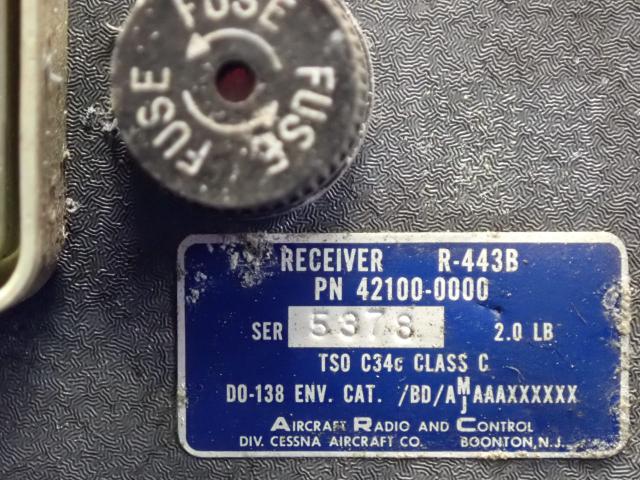 FUSE
FUSE
FUSE
RECEIVER R-443B
PN 42100-0000
SER 5378 2.0 LB
TSO C34c CLASS C
DO-138 ENV. CAT. /BD/AMJAAAXXXXXX
AIRCRAFT RADIO AND CONTROL
DIV. CESSNA AIRCRAFT CO. BOONTON, N.J.